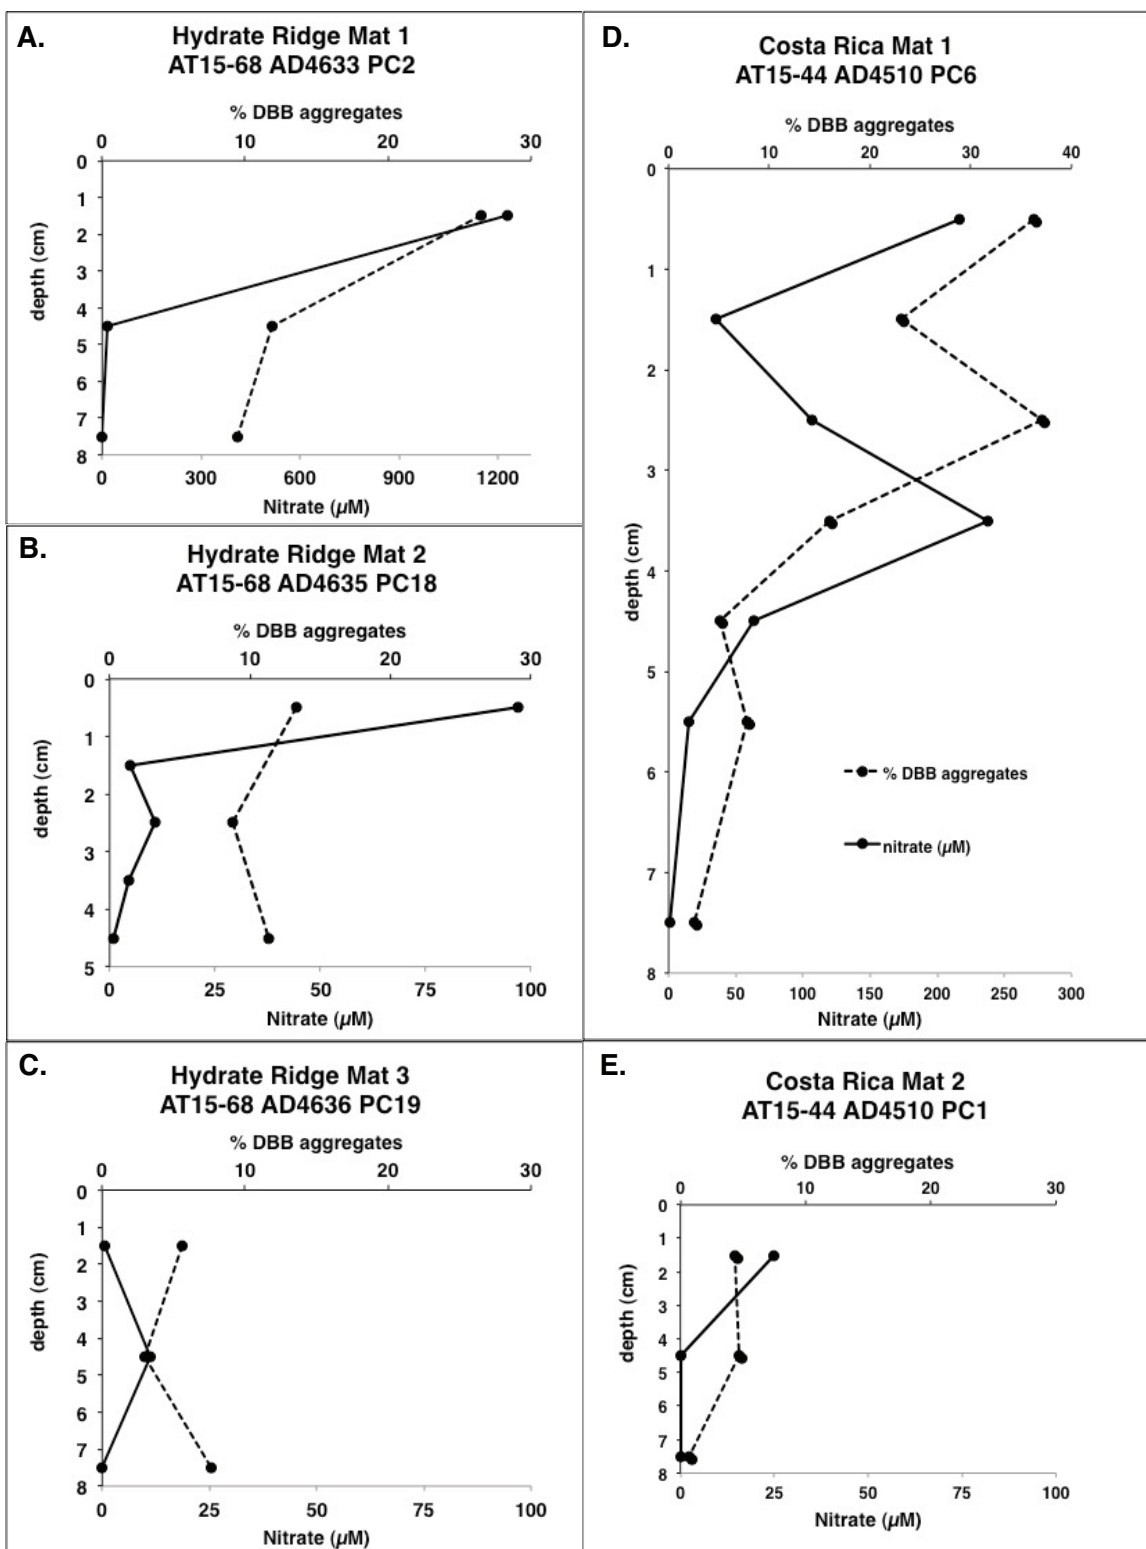 A.
Hydrate Ridge Mat 1
AT15-68 AD4633 PC2
% DBB aggregates
0 10 20 30
0
1
2
3
4
5
6
7
8
depth (cm)
0 300 600 900 1200
Nitrate (µM)
B.
Hydrate Ridge Mat 2
AT15-68 AD4635 PC18
% DBB aggregates
0 10 20 30
0
1
2
3
4
5
depth (cm)
0 25 50 75 100
Nitrate (µM)
C.
Hydrate Ridge Mat 3
AT15-68 AD4636 PC19
% DBB aggregates
0 10 20 30
0
1
2
3
4
5
6
7
8
depth (cm)
0 25 50 75 100
Nitrate (µM)
D.
Costa Rica Mat 1
AT15-44 AD4510 PC6
% DBB aggregates
0 10 20 30 40
0
1
2
3
4
5
6
7
8
depth (cm)
% DBB aggregates
nitrate (µM)
0 50 100 150 200 250 300
Nitrate (µM)
E.
Costa Rica Mat 2
AT15-44 AD4510 PC1
% DBB aggregates
0 10 20 30
0
1
2
3
4
5
6
7
8
depth (cm)
0 25 50 75 100
Nitrate (µM)